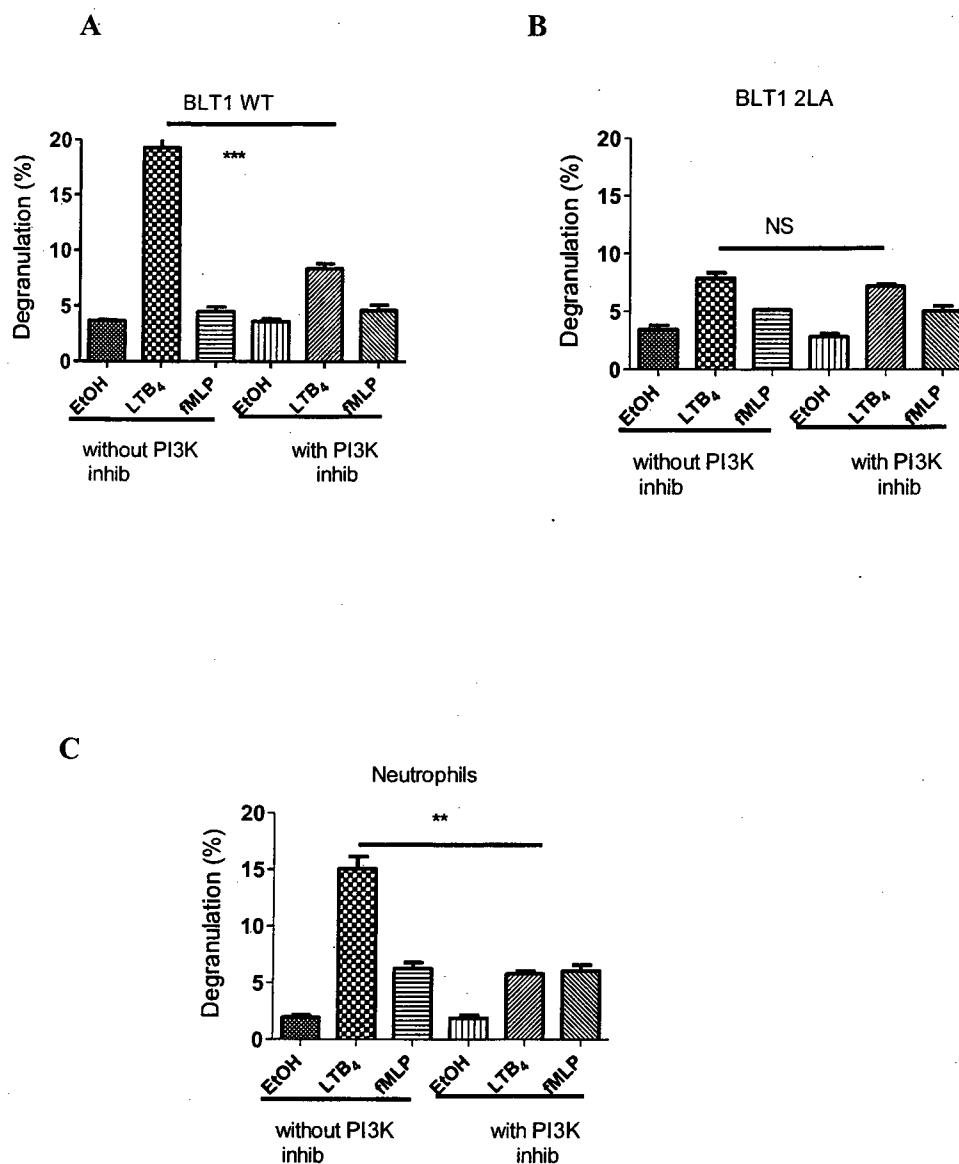 A
BLT1 WT
***
Degranulation (%)
20
15
10
5
0
EtOH
LTB₄
fMLP
EtOH
LTB₄
fMLP
without PI3K
inhib
with PI3K
inhib
B
BLT1 2LA
NS
Degranulation (%)
20
15
10
5
0
EtOH
LTB₄
fMLP
EtOH
LTB₄
fMLP
without PI3K
inhib
with PI3K
inhib
C
Neutrophils
**
Degranulation (%)
20
15
10
5
0
EtOH
LTB₄
fMLP
EtOH
LTB₄
fMLP
without PI3K
inhib
with PI3K
inhib